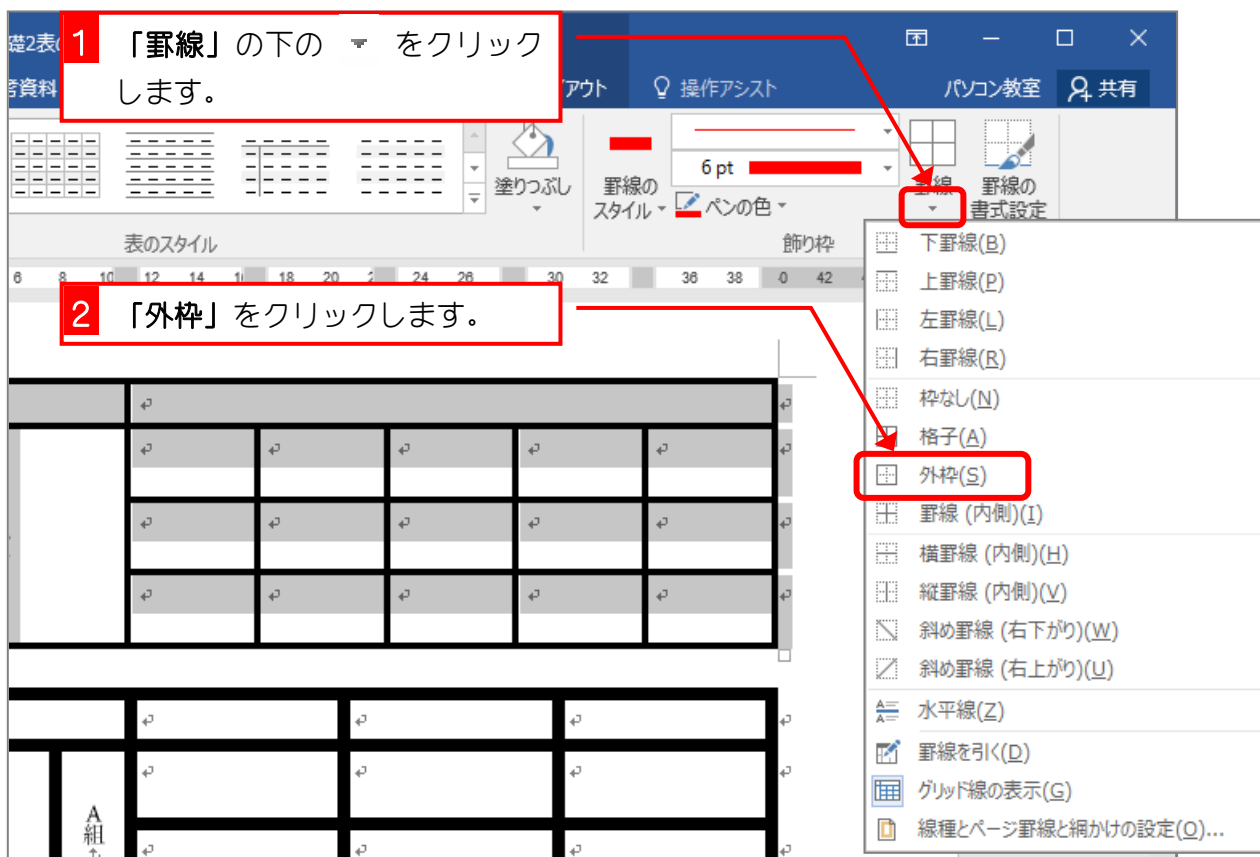 礎2表
1 「罫線」の下の をクリック
します。
資料
アウト
操作アシスト
パソコン教室
共有
塗りつぶし
罫線の
スタイル
6 pt
ペンの色
罫線
罫線の
書式設定
表のスタイル
飾り枠
6 8 10 12 14 18 20 24 26 30 32 36 38 42
2 「外枠」をクリックします。
下罫線(B)
上罫線(P)
左罫線(L)
右罫線(R)
枠なし(N)
格子(A)
外枠(S)
罫線 (内側)(I)
横罫線 (内側)(H)
縦罫線 (内側)(V)
斜め罫線 (右下がり)(W)
斜め罫線 (右上がり)(U)
水平線(Z)
罫線を引く(D)
グリッド線の表示(G)
線種とページ罫線と網かけの設定(O)...
A組